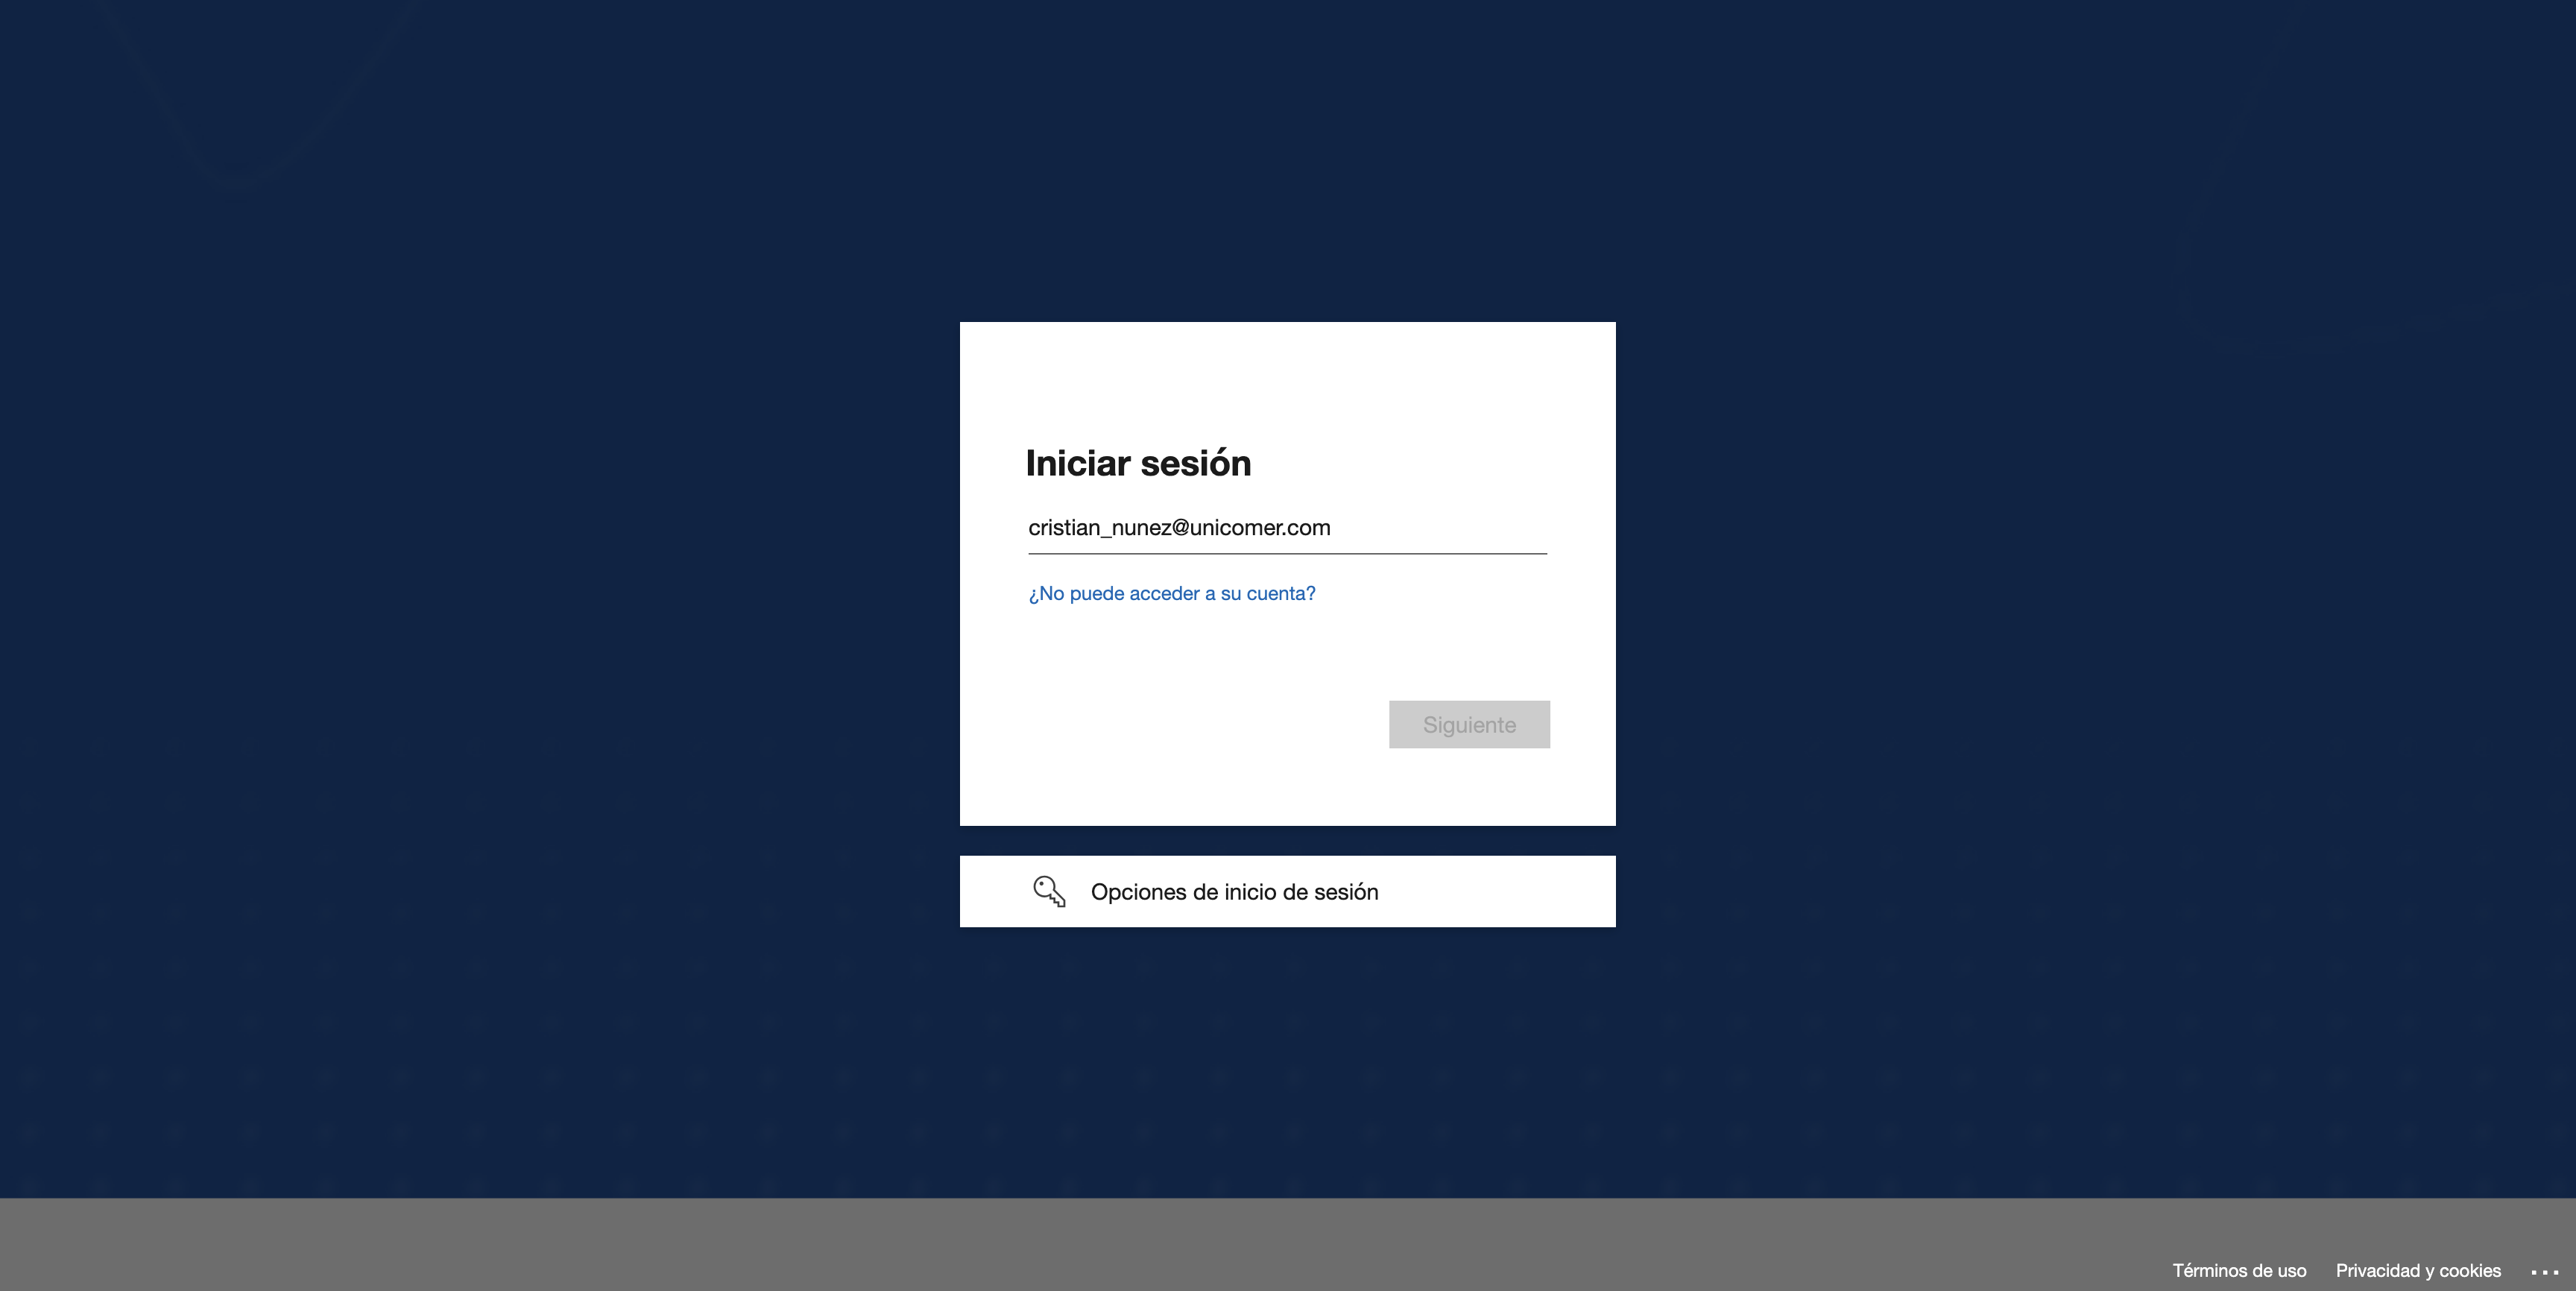 Iniciar sesión
cristian_nunez@unicomer.com
¿No puede acceder a su cuenta?
Siguiente
Opciones de inicio de sesión
Términos de uso Privacidad y cookies ...